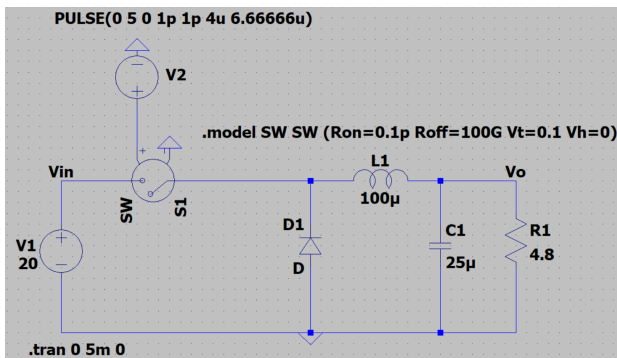 PULSE(0 5 0 1p 1p 4u 6.66666u)
V2
.model SW SW (Ron=0.1p Roff=100G Vt=0.1 Vh=0)
L1
Vin
Vo
100µ
SW
S1
V1
20
D1
D
C1
25µ
R1
4.8
.tran 0 5m 0